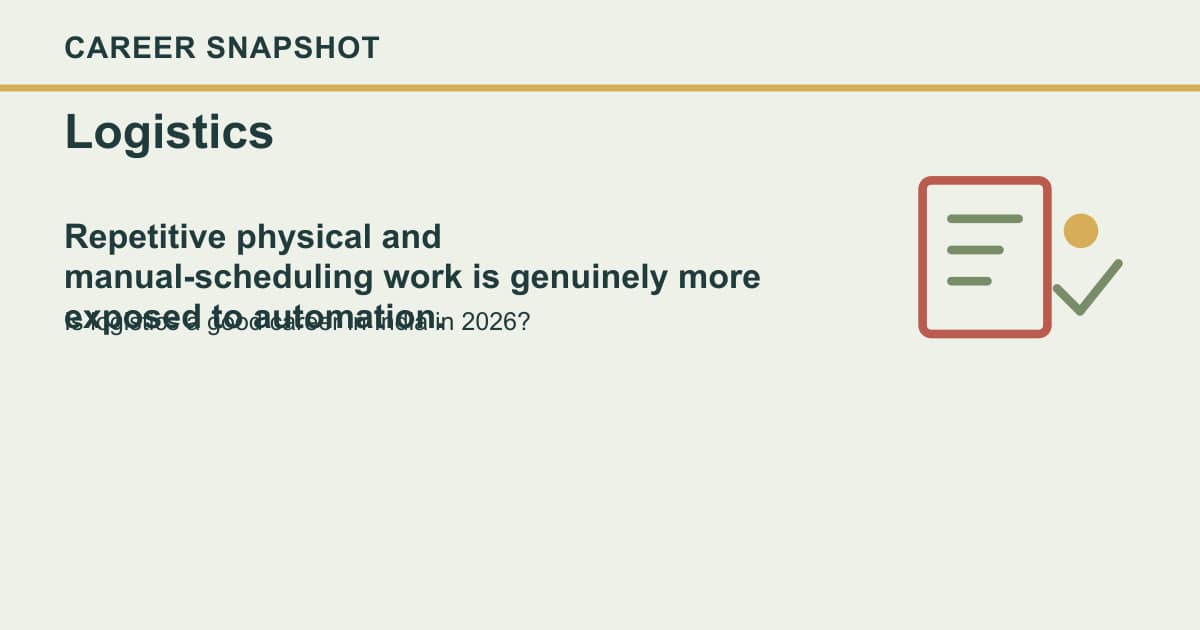 CAREER SNAPSHOT
Logistics
Repetitive physical and
manual-scheduling work is genuinely more
exposed to automation.
Is logistics a good career in India in 2026?